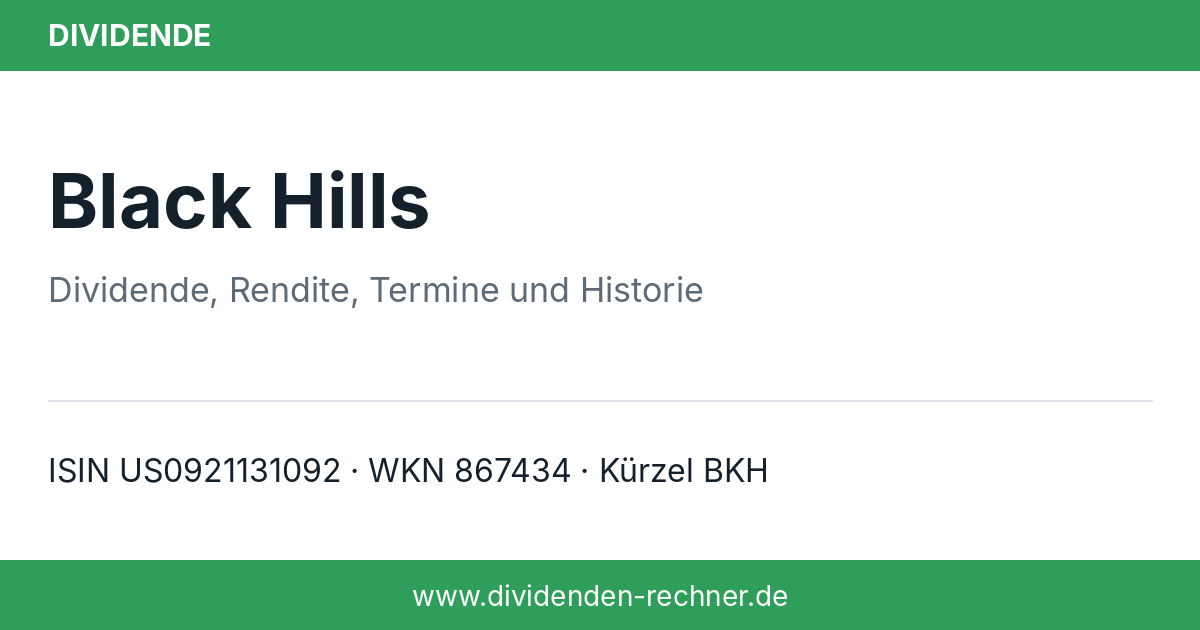 DIVIDENDE
Black Hills
Dividende, Rendite, Termine und Historie
ISIN US0921131092 · WKN 867434 · Kürzel BKH
www.dividenden-rechner.de